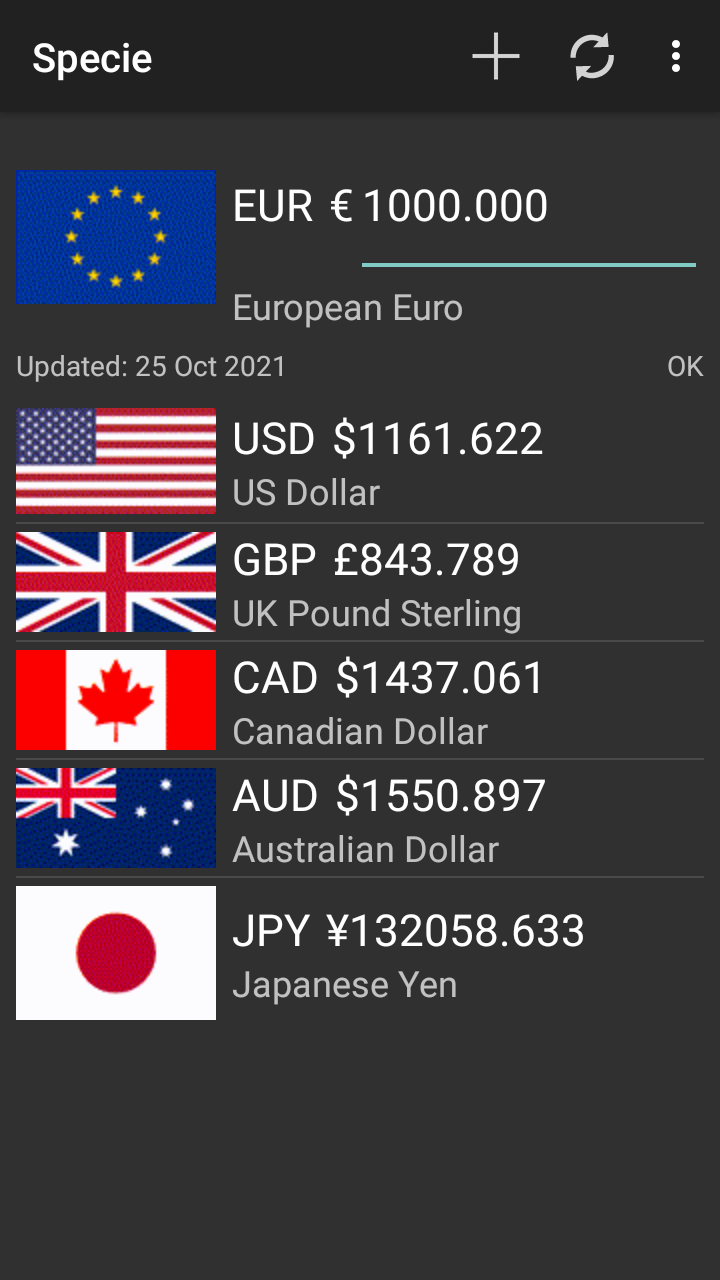 Specie
EUR € 1000.000
European Euro
Updated: 25 Oct 2021 OK
USD $1161.622
US Dollar
GBP £843.789
UK Pound Sterling
CAD $1437.061
Canadian Dollar
AUD $1550.897
Australian Dollar
JPY ¥132058.633
Japanese Yen